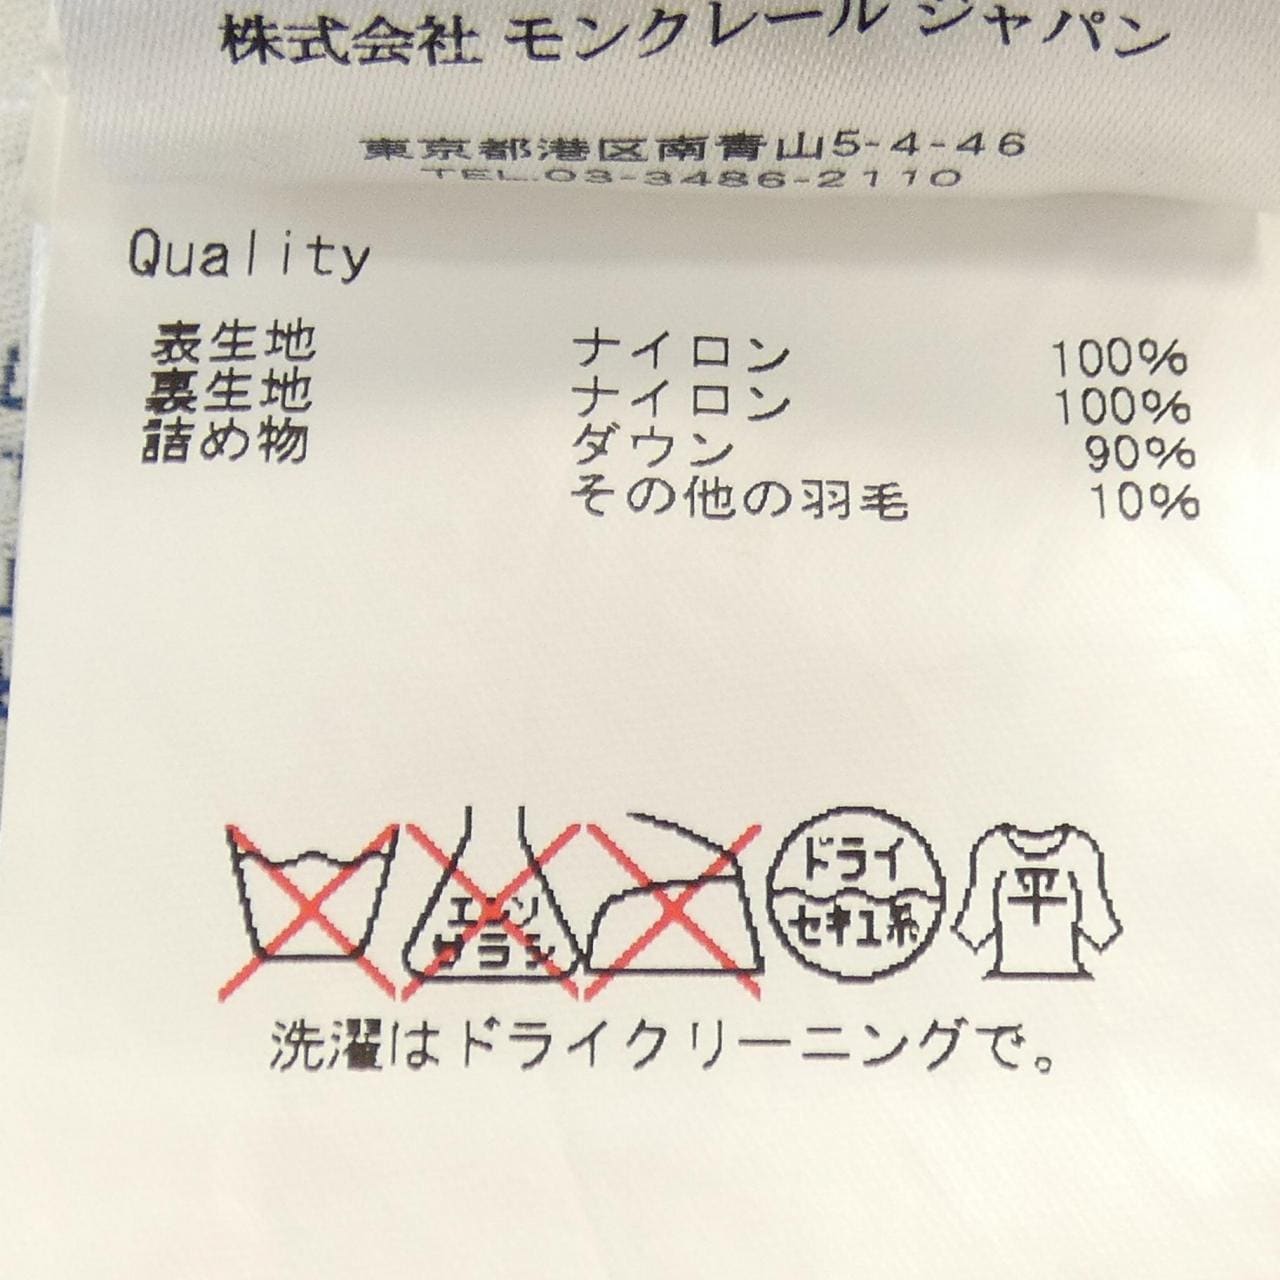 株式会社 モンクレール ジャパン
東京都港区南青山5-4-46
TEL.03-3486-2110
Quality
表生地 ナイロン 100%
裏生地 ナイロン 100%
詰め物 ダウン 90%
その他の羽毛 10%
エンソ
サラシ
ドライ
セキユ系
平
洗濯はドライクリーニングで。